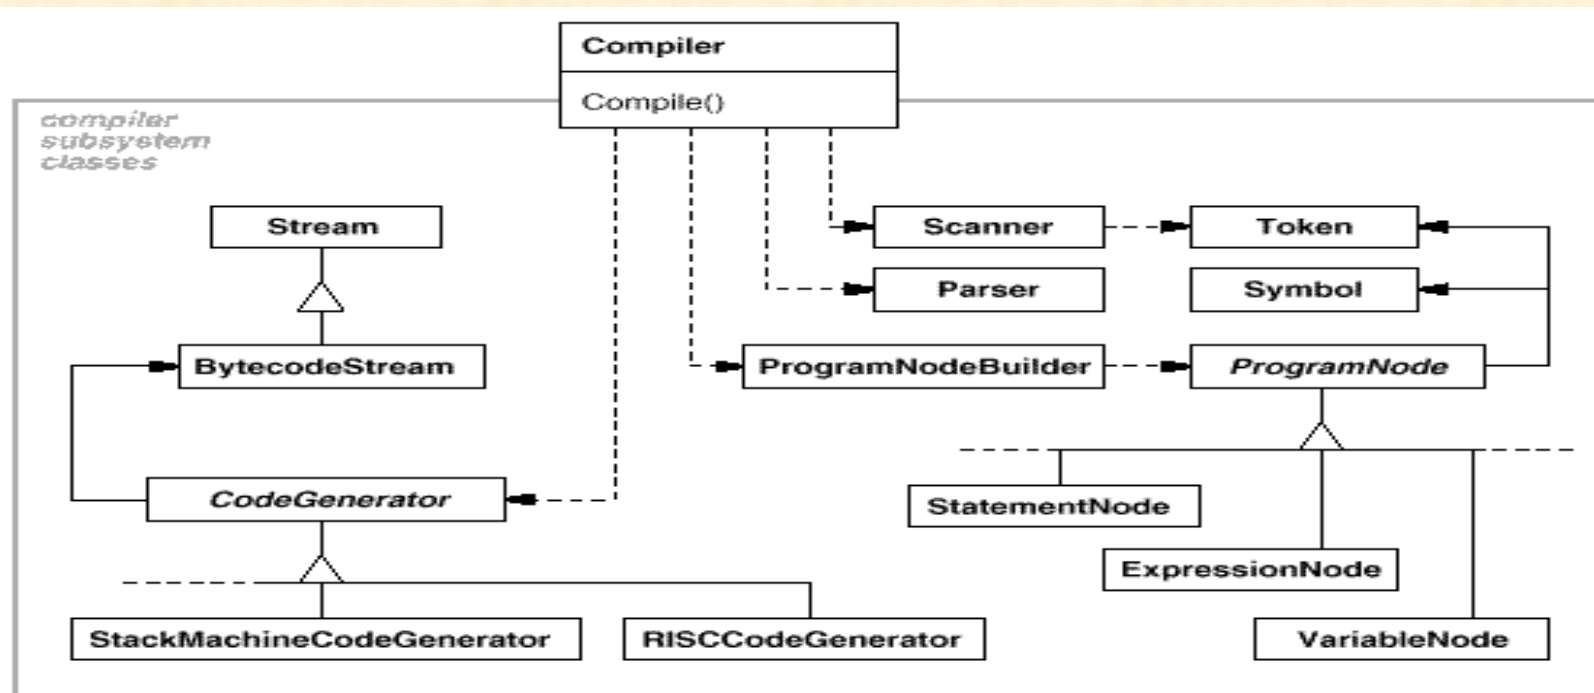 Compiler
Compile()
compiler
subsystem
classes
Stream
Scanner
Token
Parser
Symbol
BytecodeStream
ProgramNodeBuilder
ProgramNode
CodeGenerator
StatementNode
ExpressionNode
StackMachineCodeGenerator
RISCCodeGenerator
VariableNode